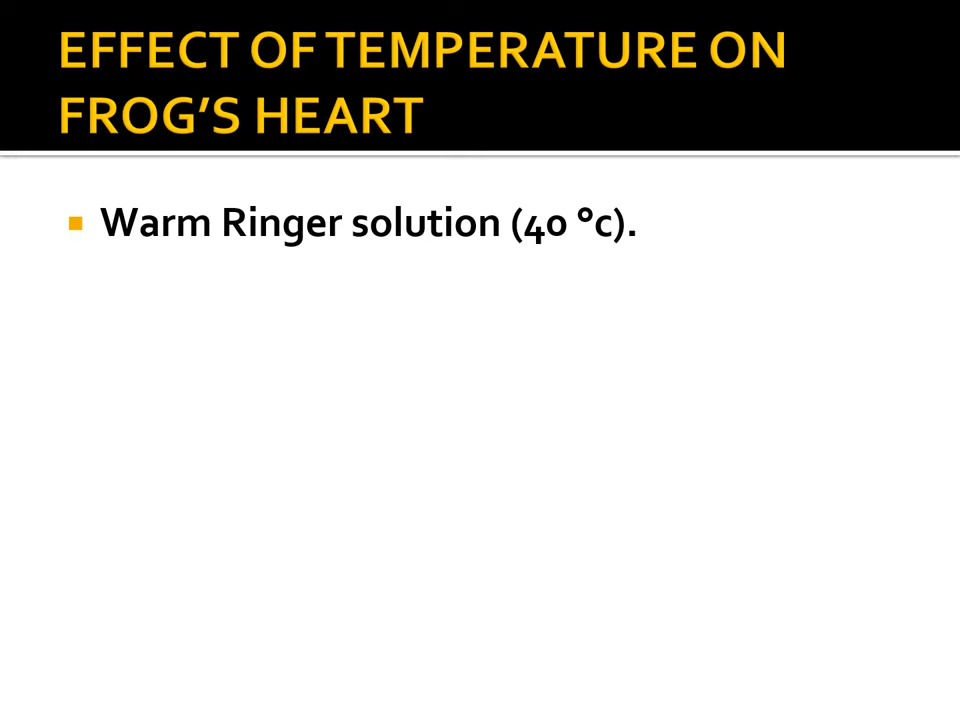 EFFECT OF TEMPERATURE ON
FROG’S HEART
Warm Ringer solution (40 °c).